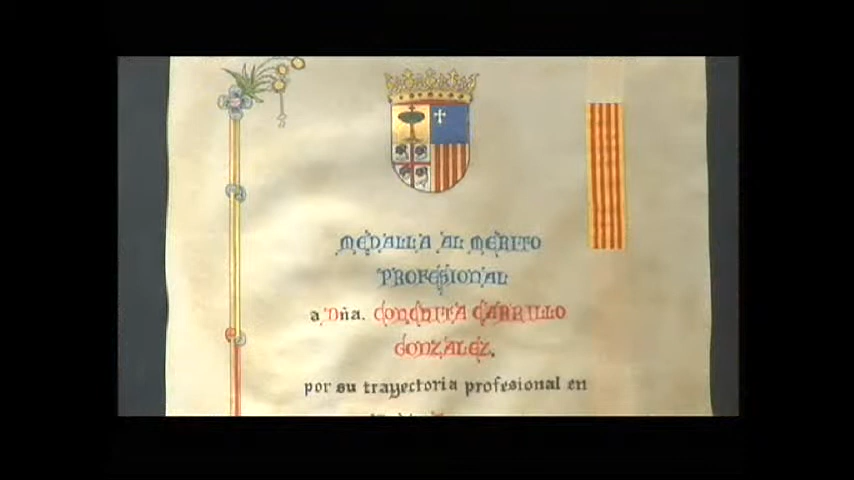 MEDALLA AL MERITO
PROFESIONAL
a Dña. CONCHITA CARRILLO
GONZALEZ,
por su trayectoria profesional en